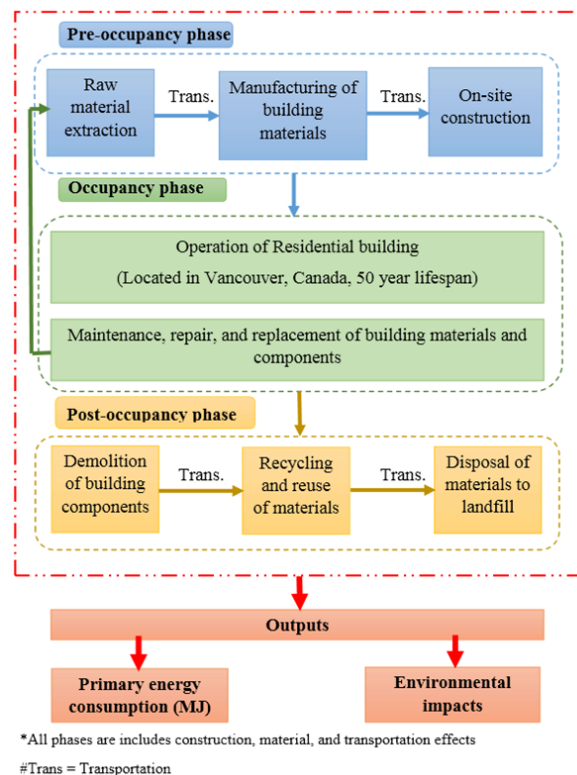 Pre-occupancy phase
Raw
material
extraction
Trans.
Manufacturing of
building
materials
Trans.
On-site
construction
Occupancy phase
Operation of Residential building
(Located in Vancouver, Canada, 50 year lifespan)
Maintenance, repair, and replacement of building materials and
components
Post-occupancy phase
Demolition
of building
components
Trans.
Recycling
and reuse
of materials
Trans.
Disposal of
materials to
landfill
Outputs
Primary energy
consumption (MJ)
Environmental
impacts
*All phases are includes construction, material, and transportation effects
#Trans = Transportation